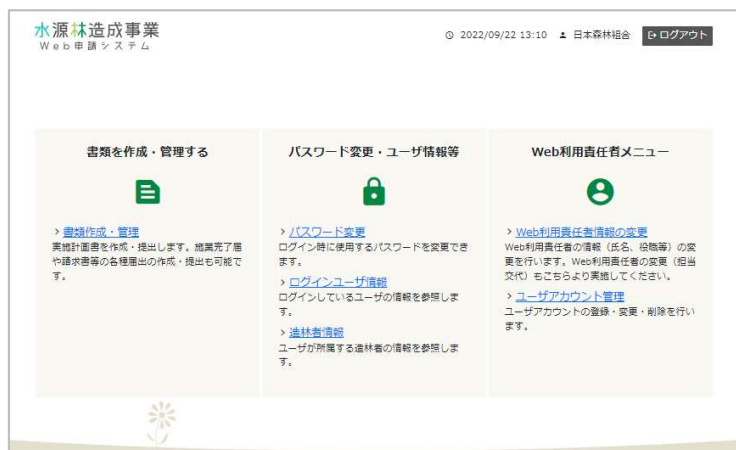 水源林造成事業
Web申請システム
2022/09/22 13:10 日本森林組合 ログアウト
書類を作成・管理する
> 書類作成・管理
実施計画書を作成・提出します。施業完了届
や請求書等の各種届出の作成・提出も可能で
す。
パスワード変更・ユーザ情報等
> パスワード変更
ログイン時に使用するパスワードを変更でき
ます。
> ログインユーザ情報
ログインしているユーザの情報を参照しま
す。
> 造林者情報
ユーザが所属する造林者の情報を参照しま
す。
Web利用責任者メニュー
> Web利用責任者情報の変更
Web利用責任者の情報（氏名、役職等）の変
更を行います。Web利用責任者の変更（担当
交代）もこちらより実施してください。
> ユーザアカウント管理
ユーザアカウントの登録・変更・削除を行い
ます。